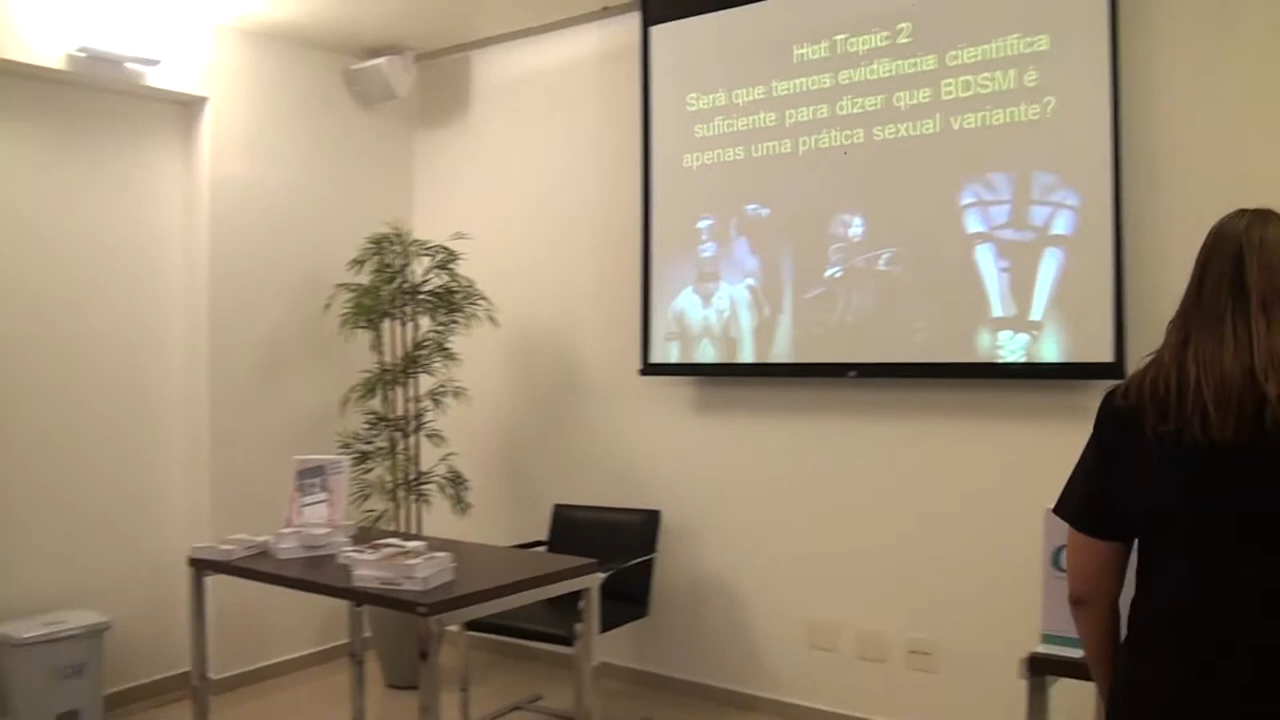 Hot Topic 2
Será que temos evidência científica
suficiente para dizer que BDSM é
apenas uma prática sexual variante?